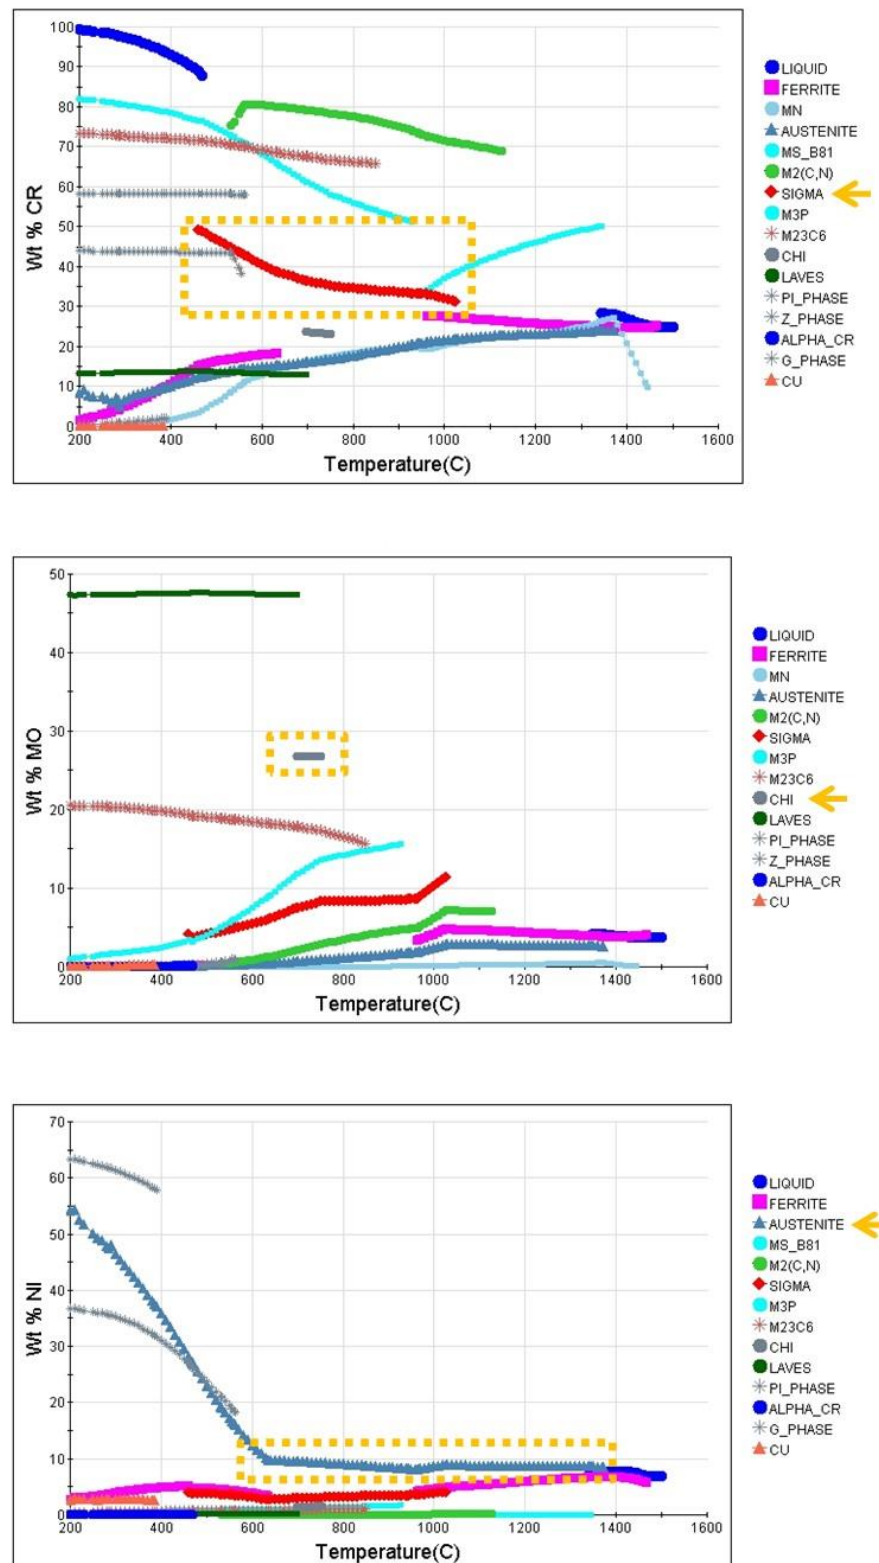 100
90
80
70
60
50
40
30
20
10
0
Wt % CR
200 400 600 800 1000 1200 1400 1600
Temperature(C)
LIQUID
FERRITE
MN
AUSTENITE
MS_B81
M2(C,N)
SIGMA
M3P
M23C6
CHI
LAVES
PI_PHASE
Z_PHASE
ALPHA_CR
G_PHASE
CU
50
40
30
20
10
0
Wt % MO
200 400 600 800 1000 1200 1400 1600
Temperature(C)
LIQUID
FERRITE
MN
AUSTENITE
M2(C,N)
SIGMA
M3P
M23C6
CHI
LAVES
PI_PHASE
Z_PHASE
ALPHA_CR
CU
70
60
50
40
30
20
10
0
Wt % NI
200 400 600 800 1000 1200 1400 1600
Temperature(C)
LIQUID
FERRITE
AUSTENITE
MS_B81
M2(C,N)
SIGMA
M3P
M23C6
CHI
LAVES
PI_PHASE
ALPHA_CR
G_PHASE
CU